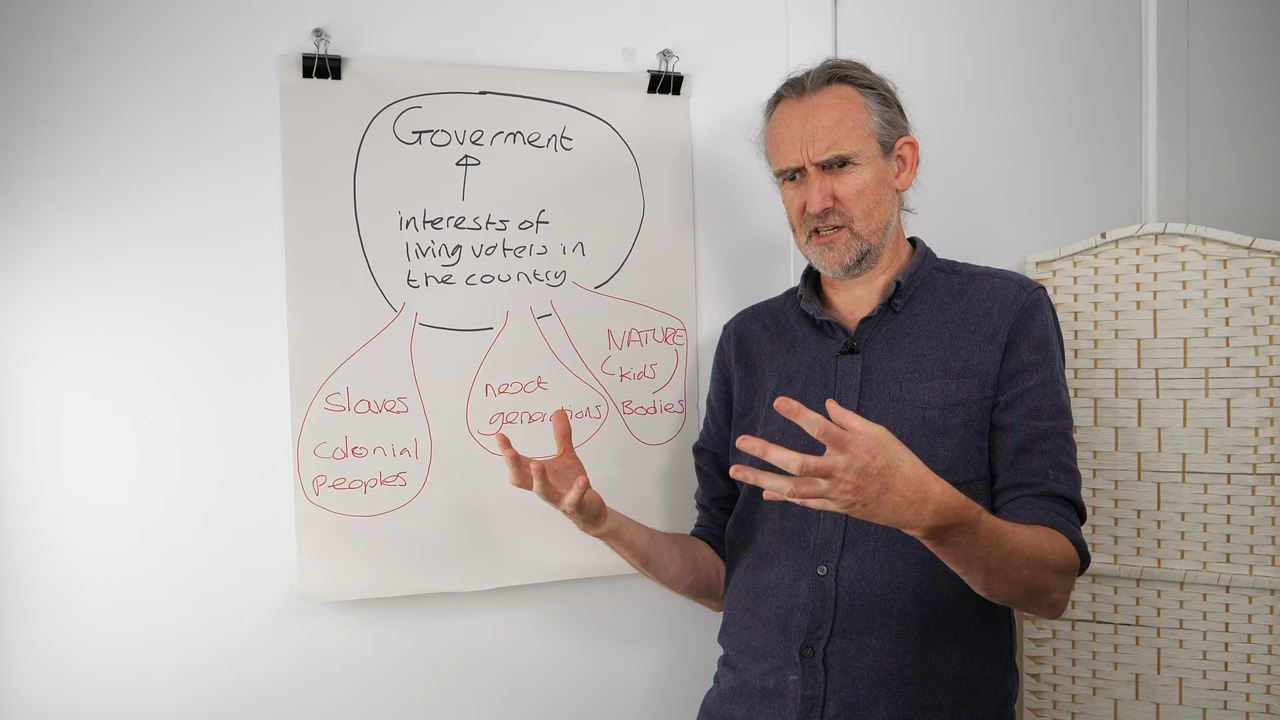 Goverment
interests of
living voters in
the country
Slaves
colonial
peoples
next
generations
NATURE
kids
Bodies